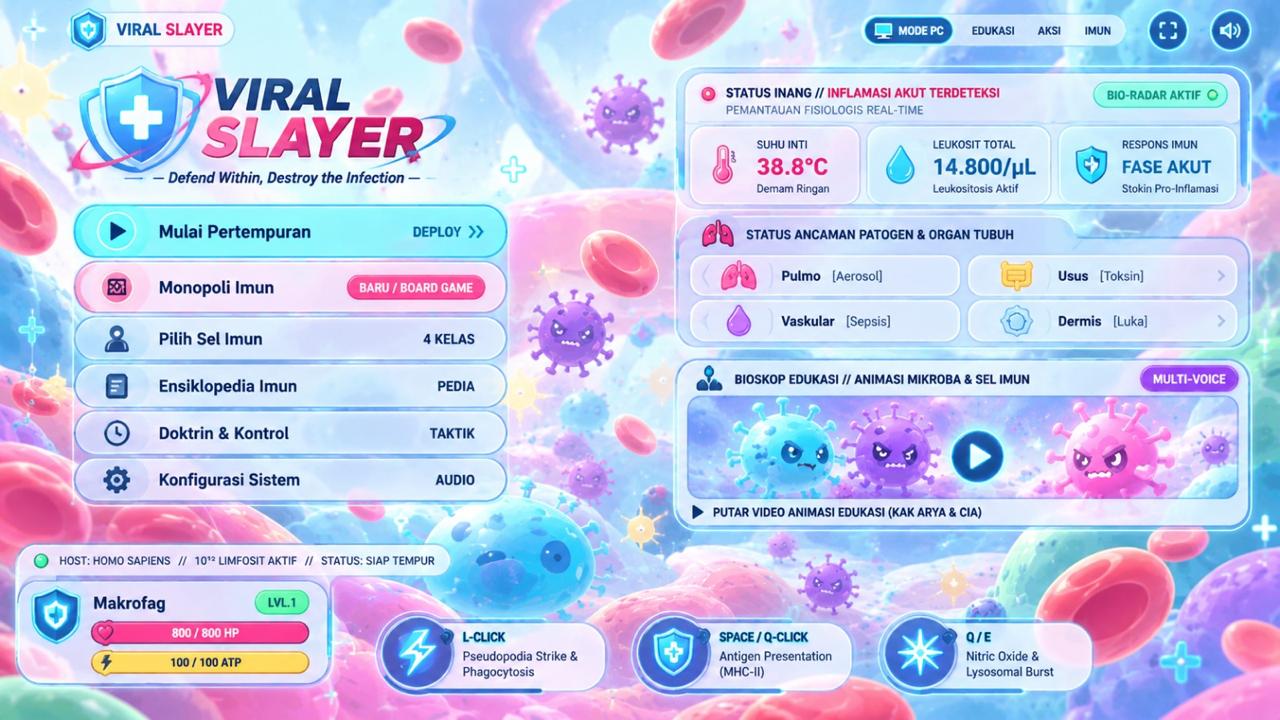 VIRAL SLAYER
MODE PC
EDUKASI
AKSI
IMUN
VIRAL
SLAYER
— Defend Within, Destroy the Infection —
Mulai Pertempuran
DEPLOY
Monopoli Imun
BARU / BOARD GAME
Pilih Sel Imun
4 KELAS
Ensiklopedia Imun
PEDIA
Doktrin & Kontrol
TAKTIK
Konfigurasi Sistem
AUDIO
STATUS INANG // INFLAMASI AKUT TERDETEKSI
PEMANTAUAN FISIOLOGIS REAL-TIME
BIO-RADAR AKTIF
SUHU INTI
38.8°C
Demam Ringan
LEUKOSIT TOTAL
14.800/µL
Leukositosis Aktif
RESPONS IMUN
FASE AKUT
Stokin Pro-Inflamasi
STATUS ANCAMAN PATOGEN & ORGAN TUBUH
Pulmo [Aerosol]
Usus [Toksin]
Vaskular [Sepsis]
Dermis [Luka]
BIOSKOP EDUKASI // ANIMASI MIKROBA & SEL IMUN
MULTI-VOICE
PUTAR VIDEO ANIMASI EDUKASI (KAK ARYA & CIA)
HOST: HOMO SAPIENS // LIMFOSIT AKTIF // STATUS: SIAP TEMPUR
Makrofag
LVL.1
800 / 800 HP
100 / 100 ATP
L-CLICK
Pseudopodia Strike &
Phagocytosis
SPACE / Q-CLICK
Antigen Presentation
(MHC-II)
Q / E
Nitric Oxide &
Lysosomal Burst